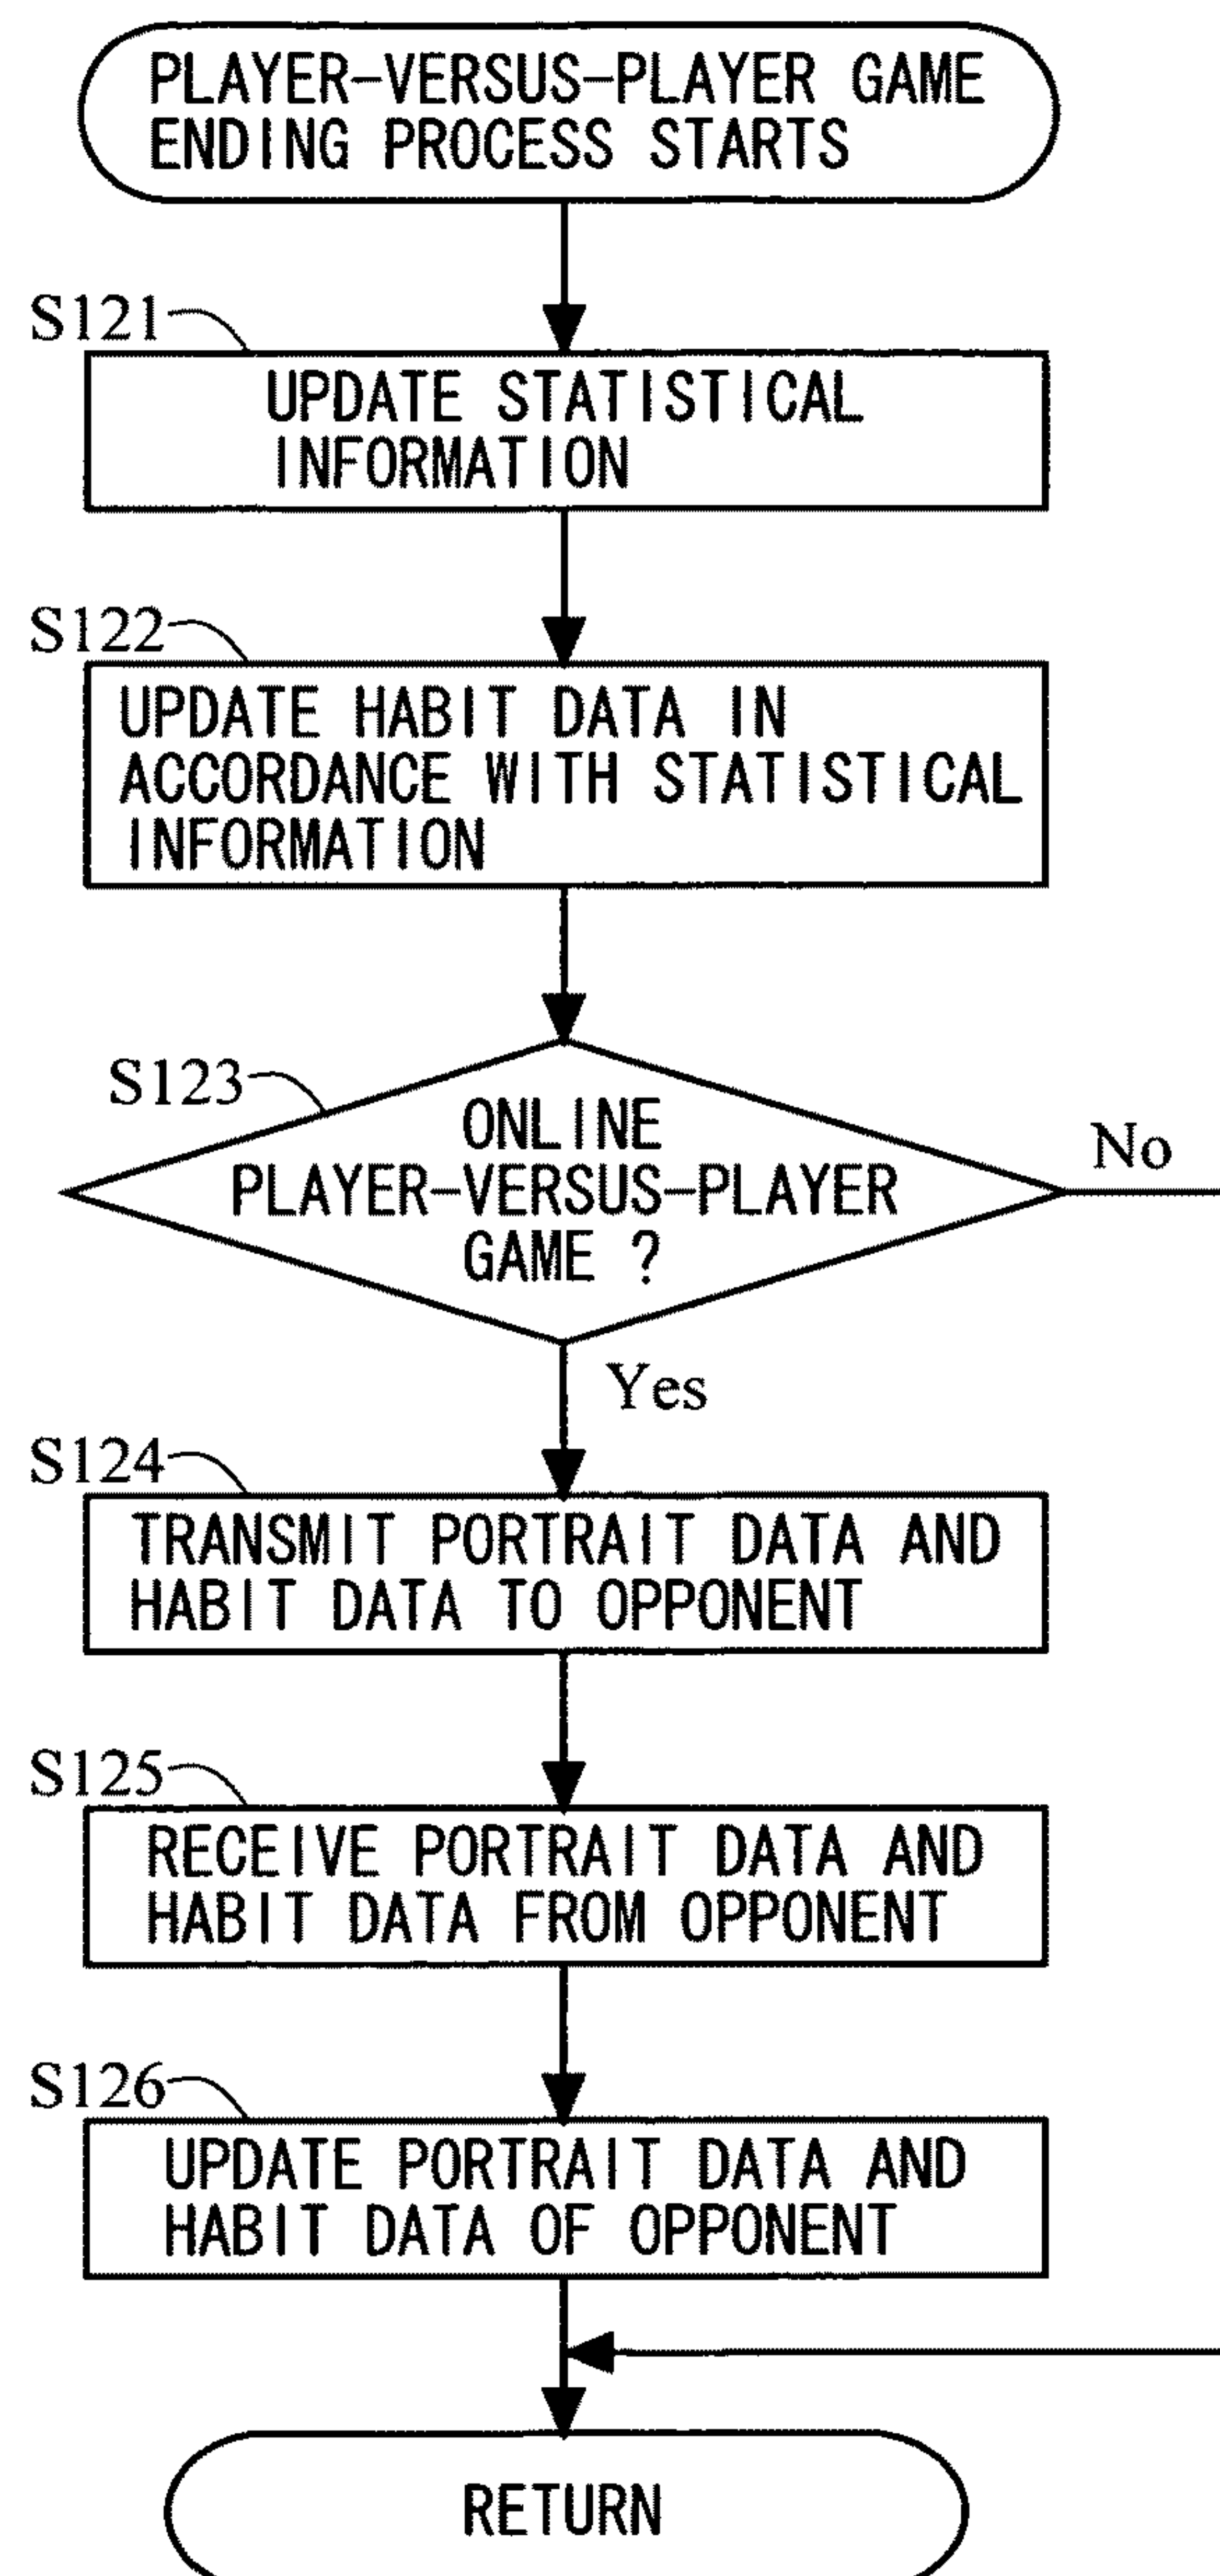 PLAYER-VERSUS-PLAYER GAME
ENDING PROCESS STARTS
S121
UPDATE STATISTICAL
INFORMATION
S122
UPDATE HABIT DATA IN
ACCORDANCE WITH STATISTICAL
INFORMATION
S123
ONLINE
PLAYER-VERSUS-PLAYER
GAME ?
No
Yes
S124
TRANSMIT PORTRAIT DATA AND
HABIT DATA TO OPPONENT
S125
RECEIVE PORTRAIT DATA AND
HABIT DATA FROM OPPONENT
S126
UPDATE PORTRAIT DATA AND
HABIT DATA OF OPPONENT
RETURN